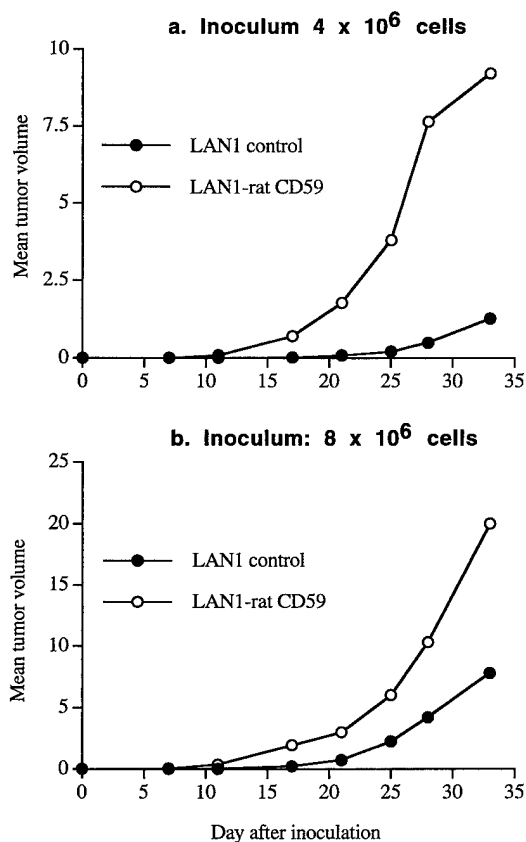 a. Inoculum 4 x 10⁶ cells
10
7.5
5
2.5
0
Mean tumor volume
LAN1 control
LAN1-rat CD59
0 5 10 15 20 25 30 35
b. Inoculum: 8 x 10⁶ cells
25
20
15
10
5
0
Mean tumor volume
LAN1 control
LAN1-rat CD59
0 5 10 15 20 25 30 35
Day after inoculation